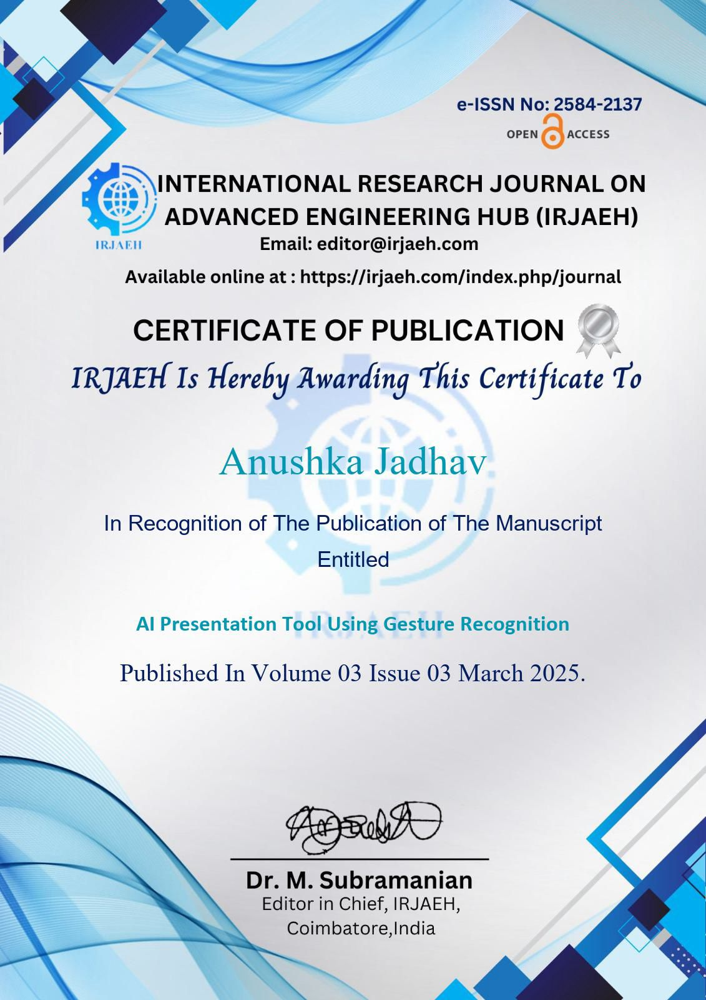 e-ISSN No: 2584-2137
OPEN ACCESS
INTERNATIONAL RESEARCH JOURNAL ON
ADVANCED ENGINEERING HUB (IRJAEH)
IRJAEH
Email: editor@irjaeh.com
Available online at : https://irjaeh.com/index.php/journal
CERTIFICATE OF PUBLICATION
IRJAEH Is Hereby Awarding This Certificate To
Anushka Jadhav
In Recognition of The Publication of The Manuscript
Entitled
IRJAEH
AI Presentation Tool Using Gesture Recognition
Published In Volume 03 Issue 03 March 2025.
Dr. M. Subramanian
Editor in Chief, IRJAEH,
Coimbatore,India